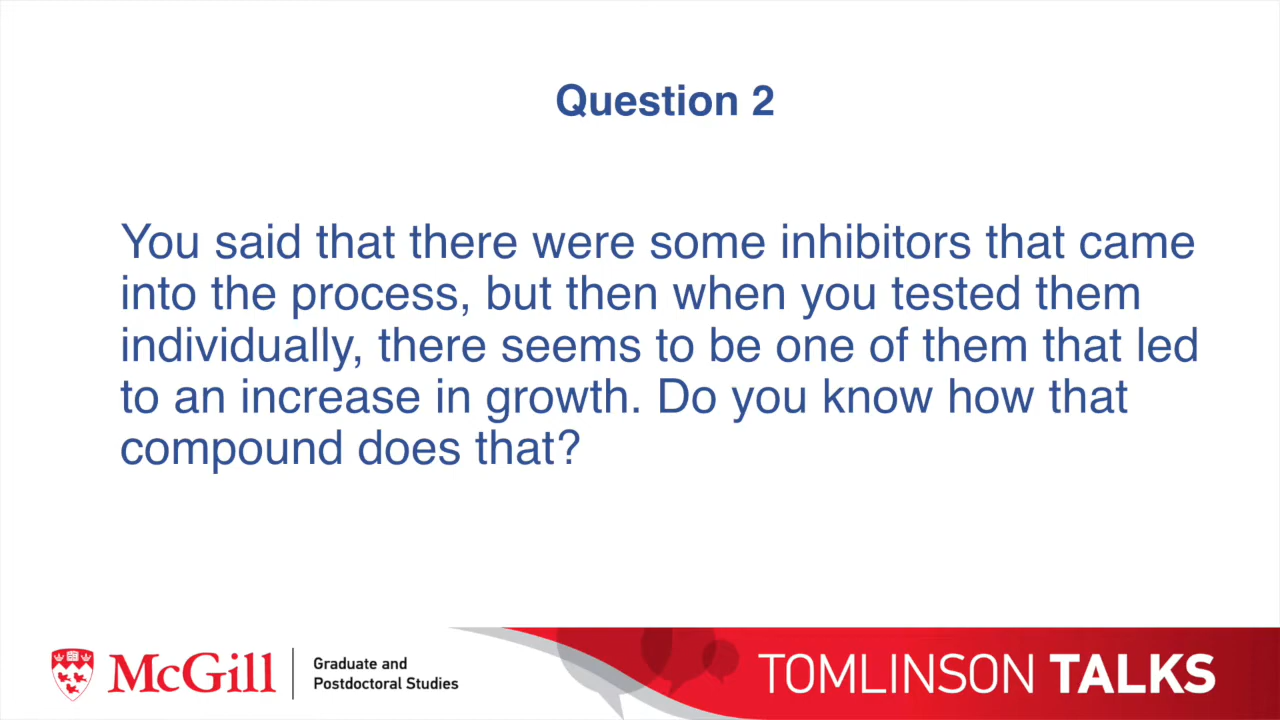 Question 2
You said that there were some inhibitors that came
into the process, but then when you tested them
individually, there seems to be one of them that led
to an increase in growth. Do you know how that
compound does that?
McGill
Graduate and
Postdoctoral Studies
TOMLINSON TALKS